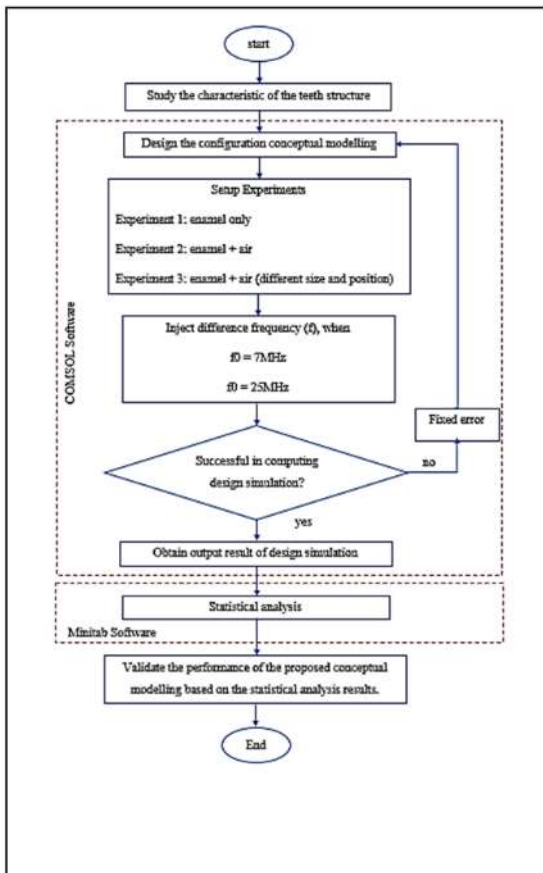 start
Study the characteristic of the teeth structure
Design the configuration conceptual modelling
Setup Experiments
Experiment 1: enamel only
Experiment 2: enamel + air
Experiment 3: enamel + air (different size and position)
Inject difference frequency (f), when
f0 = 7MHz
f0 = 25MHz
COMSOL Software
Fixed error
Successful in computing
design simulation?
no
yes
Obtain output result of design simulation
Statistical analysis
Minitab Software
Validate the performance of the proposed conceptual
modelling based on the statistical analysis results.
End